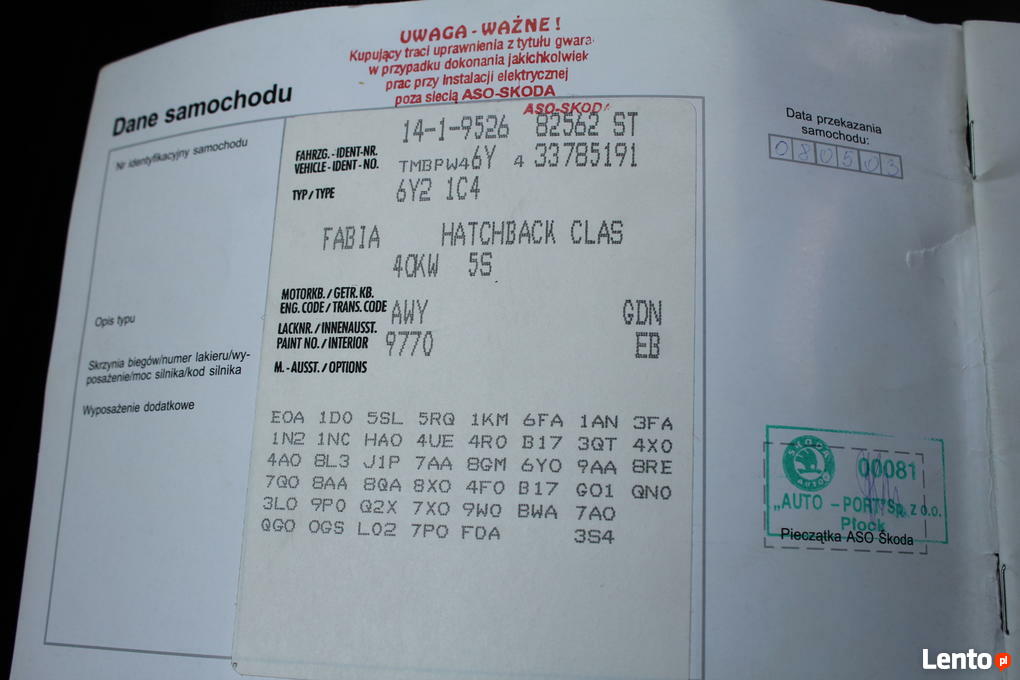 UWAGA - WAŻNE !
Kupujący traci uprawnienia z tytułu gwara
w przypadku dokonania jakichkolwiek
prac przy instalacji elektrycznej
poza siecią ASO-SKODA
ASO-SKODA
Dane samochodu
Nr identyfikacyjny samochodu
Opis typu
Skrzynia biegów/numer lakieru/wy-
posażenie/moc silnika/kod silnika
Wyposażenie dodatkowe
14-1-9526 82562 ST
FAHRZG. - IDENT-NR.
VEHICLE - IDENT - NO. TMBPW46Y 4 33785191
TYP / TYPE 6Y2 1C4
FABIA HATCHBACK CLAS
40KW 5S
MOTORKB. / GETR. KB.
ENG. CODE / TRANS. CODE AWY GDN
LACKNR. / INNENAUSST.
PAINT NO. / INTERIOR 9770 EB
M. - AUSST. / OPTIONS
E0A 1D0 5SL 5RQ 1KM 6FA 1AN 3FA
1N2 1NC HA0 4UE 4R0 B17 3QT 4X0
4A0 8L3 J1P 7AA 8GM 6Y0 9AA 8RE
7Q0 8AA 8QA 8X0 4F0 B17 G01 QN0
3L0 9P0 Q2X 7X0 9W0 BWA 7A0
QG0 0GS L02 7P0 FDA 3S4
Data przekazania
samochodu:
080503
ŠKODA
AUTO
00081
„AUTO - PORT" Sp. z o.o.
Płock
Pieczątka ASO Škoda
Lento pl